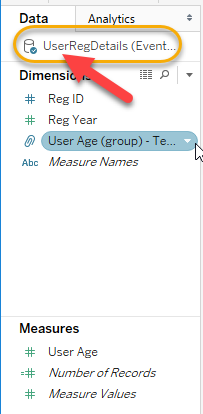 Data Analytics
UserRegDetails (Event...
Dimensions
# Reg ID
# Reg Year
User Age (group) - Te...
Abc Measure Names
Measures
# User Age
=# Number of Records
# Measure Values